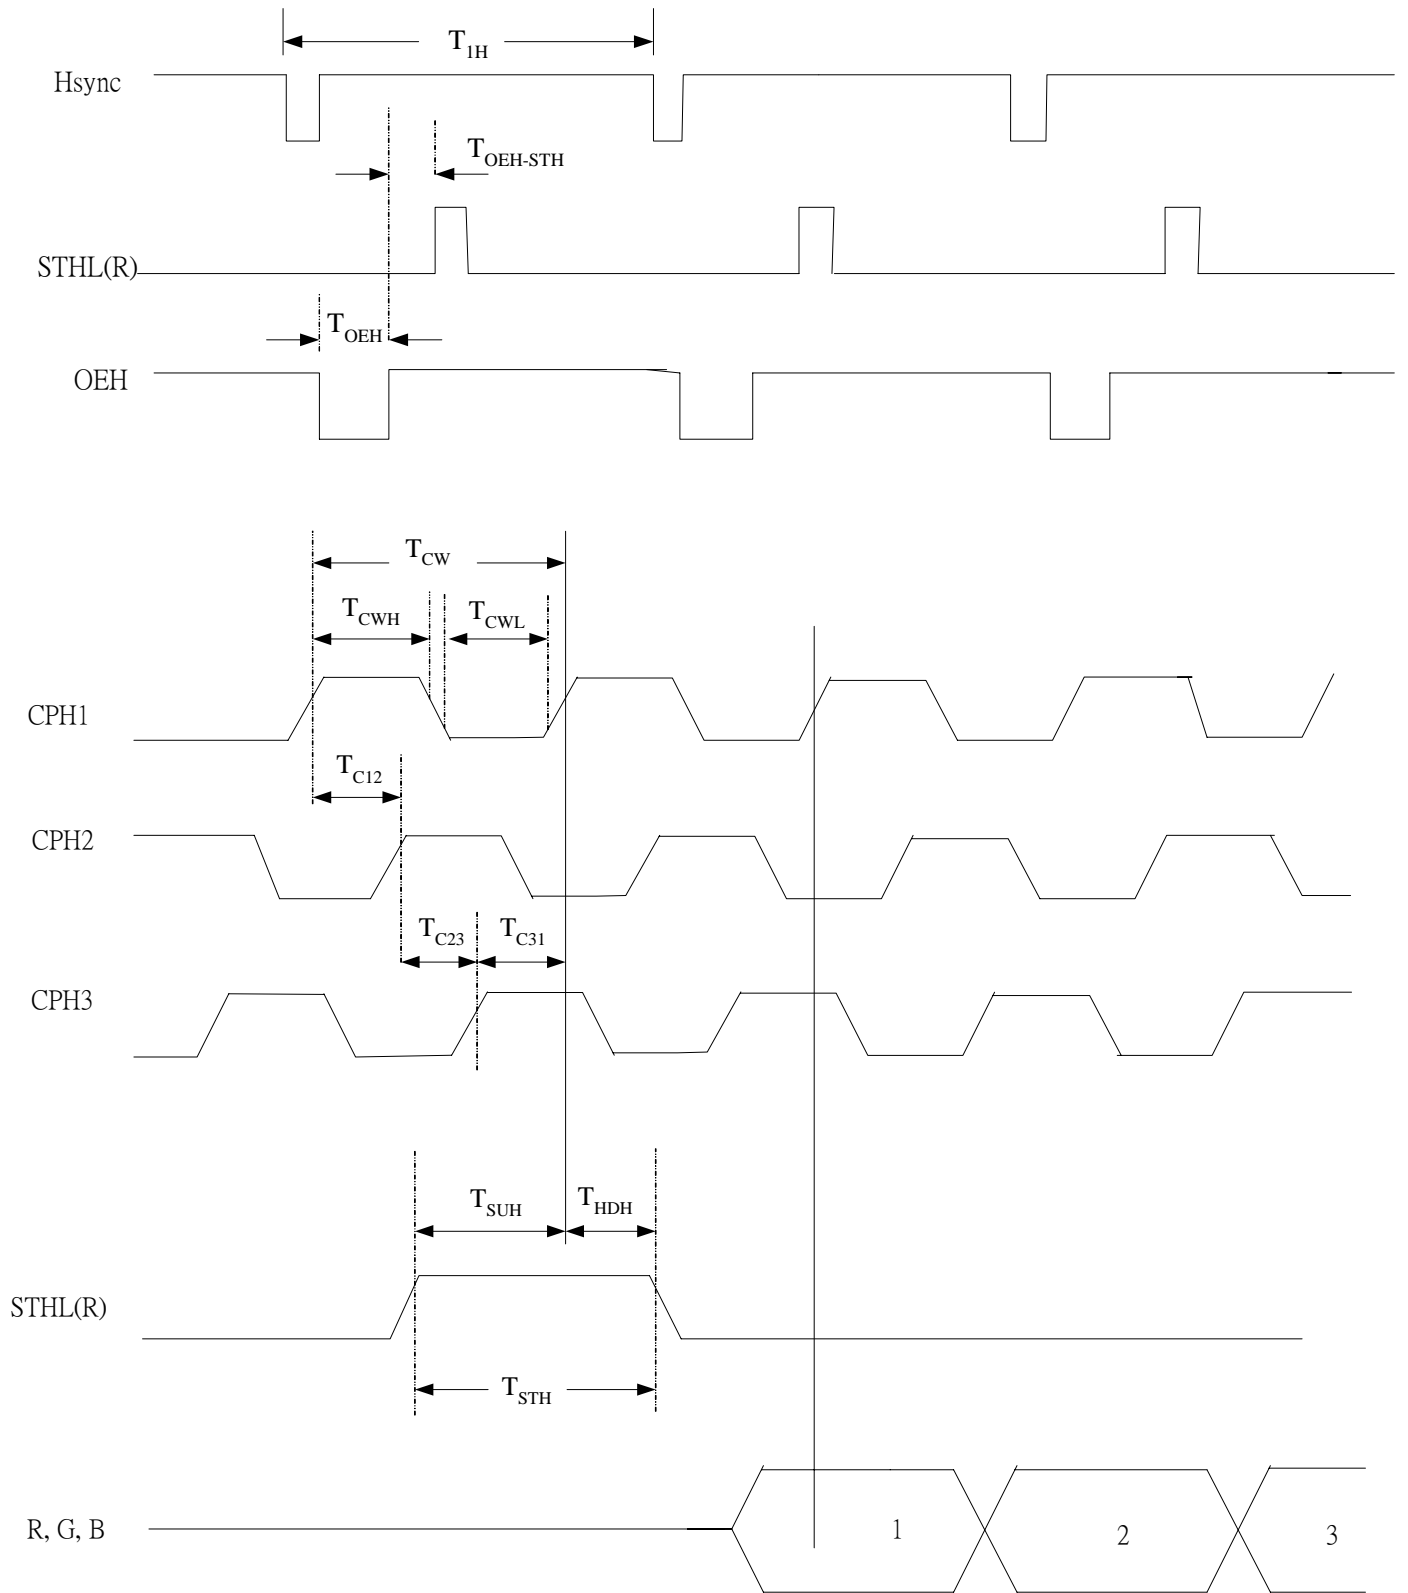 T1H
Hsync
TOEH-STH
STHL(R)
TOEH
OEH
TCW
TCWH
TCWL
CPH1
TC12
CPH2
TC23
TC31
CPH3
TSUH
THDH
STHL(R)
TSTH
R, G, B
1
2
3